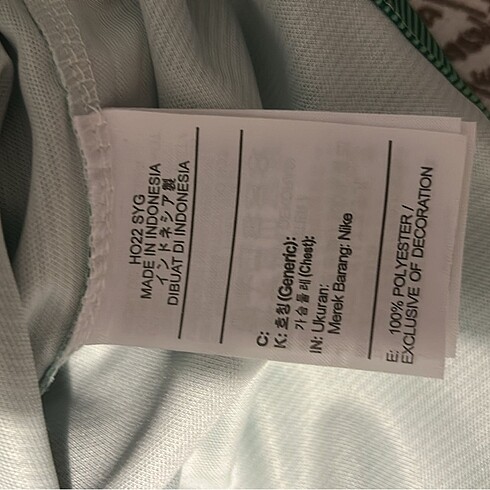 HO22 SYG
MADE IN INDONESIA
インドネシア製
DIBUAT DI INDONESIA
C:
K: 호칭(Generic):
가슴둘레(Chest):
IN: Ukuran:
Merek Barang: Nike
E: 100% POLYESTER /
EXCLUSIVE OF DECORATION